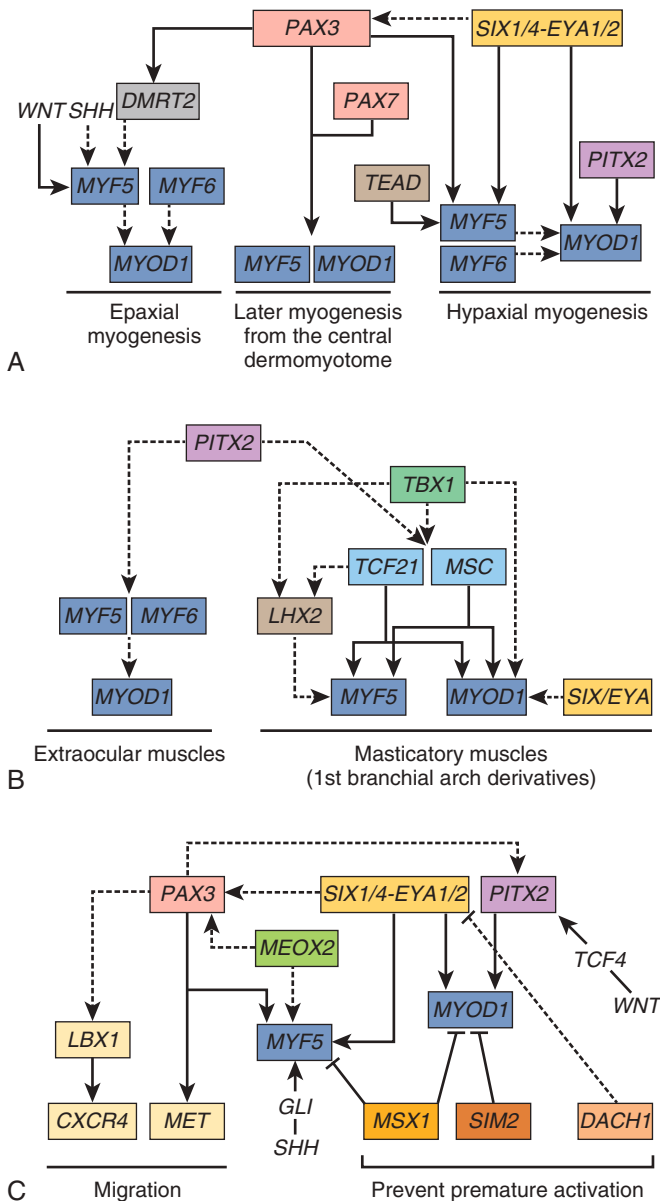 PAX3
SIX1/4-EYA1/2
DMRT2
PAX7
WNT SHH
PITX2
TEAD
MYF5 MYF6
MYF5
MYOD1
MYOD1
MYF5 MYOD1
MYF6
Epaxial
myogenesis
Later myogenesis
from the central
dermomyotome
Hypaxial myogenesis
A
PITX2
TBX1
TCF21 MSC
LHX2
MYF5 MYF6
MYOD1
MYF5
MYOD1
SIX/EYA
Extraocular muscles
Masticatory muscles
(1st branchial arch derivatives)
B
PAX3
SIX1/4-EYA1/2
PITX2
MEOX2
TCF4
WNT
LBX1
MYF5
MYOD1
CXCR4
MET
GLI
SHH
MSX1
SIM2
DACH1
Migration
Prevent premature activation
C